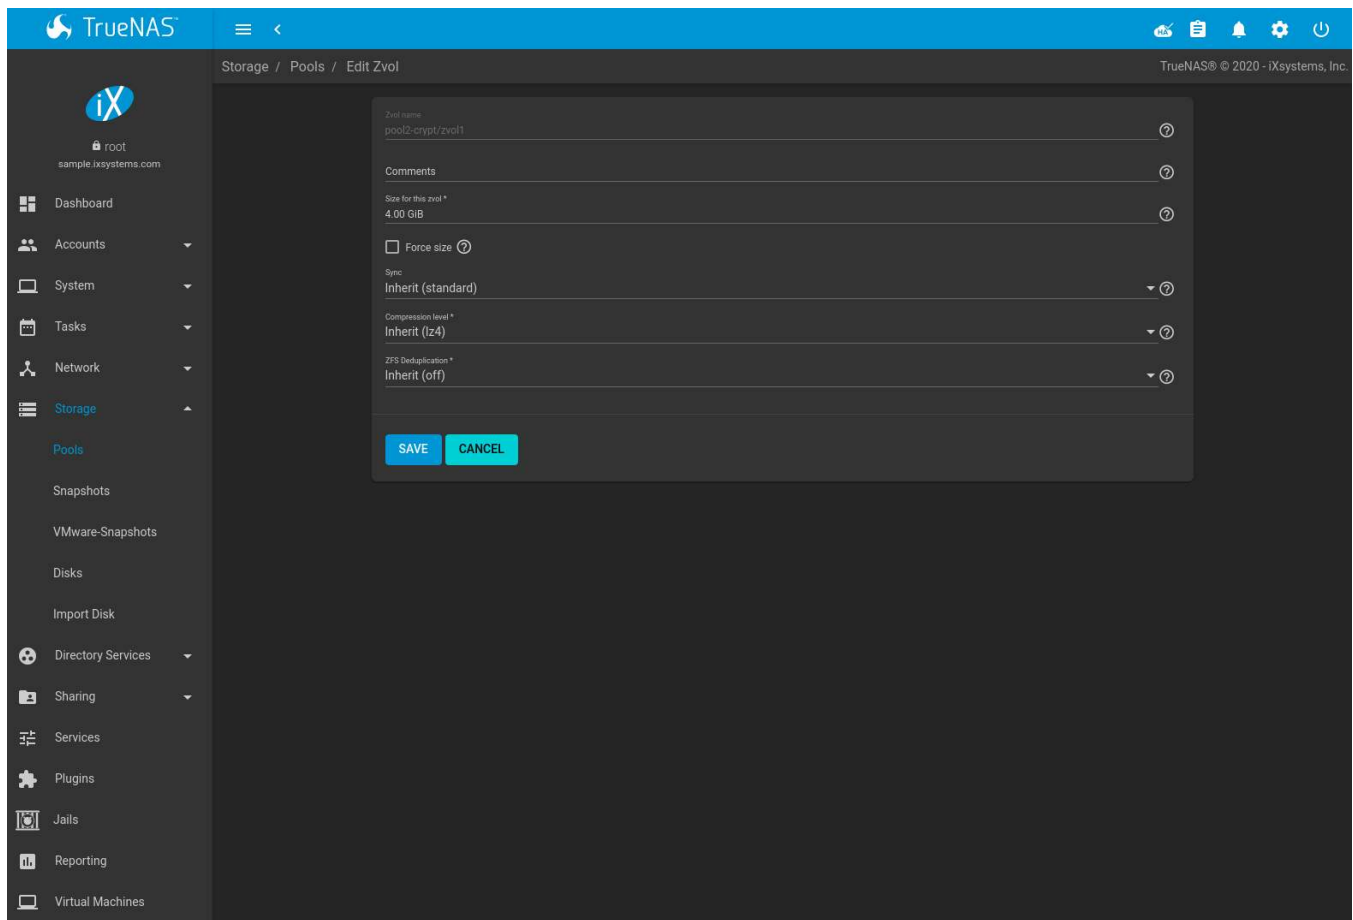 TrueNAS™
HA
Storage / Pools / Edit Zvol
TrueNAS® © 2020 - iXsystems, Inc.
iX
root
sample.ixsystems.com
Dashboard
Accounts
System
Tasks
Network
Storage
Pools
Snapshots
VMware-Snapshots
Disks
Import Disk
Directory Services
Sharing
Services
Plugins
Jails
Reporting
Virtual Machines
Zvol name
pool2-crypt/zvol1
Comments
Size for this zvol *
4.00 GiB
Force size
Sync
Inherit (standard)
Compression level *
Inherit (lz4)
ZFS Deduplication *
Inherit (off)
SAVE CANCEL